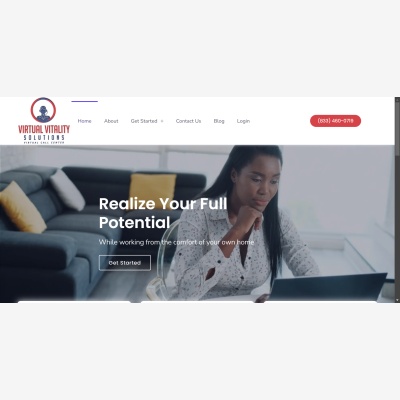 VIRTUAL VITALITY
SOLUTIONS
VIRTUAL CALL CENTER
Home
About
Get Started
Contact Us
Blog
Login
(833) 460-0716
Realize Your Full
Potential
While working from the comfort of your own home.
Get Started